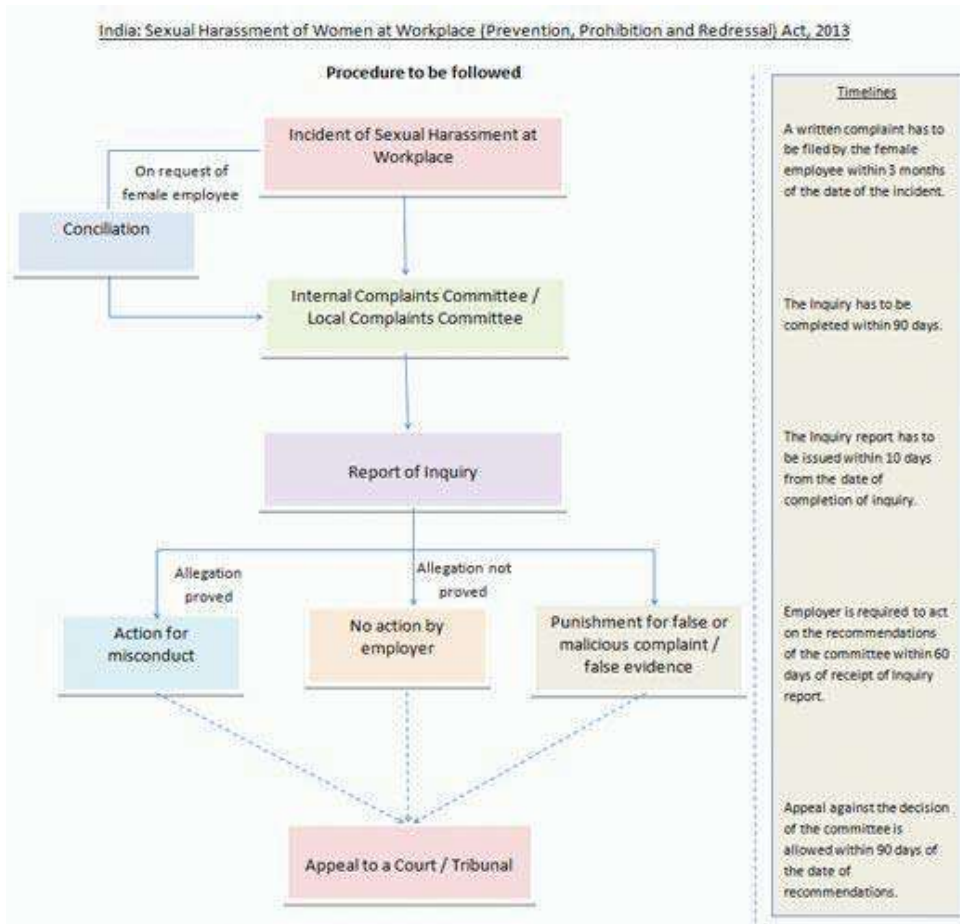 India: Sexual Harassment of Women at Workplace (Prevention, Prohibition and Redressal) Act, 2013
Procedure to be followed
Incident of Sexual Harassment at
Workplace
On request of
female employee
Conciliation
Internal Complaints Committee /
Local Complaints Committee
Report of Inquiry
Allegation
proved
Allegation not
proved
Action for
misconduct
No action by
employer
Punishment for false or
malicious complaint /
false evidence
Appeal to a Court / Tribunal
Timelines
A written complaint has to
be filed by the female
employee within 3 months
of the date of the incident.
The Inquiry has to be
completed within 90 days.
The Inquiry report has to
be issued within 10 days
from the date of
completion of inquiry.
Employer is required to act
on the recommendations
of the committee within 60
days of receipt of Inquiry
report.
Appeal against the decision
of the committee is
allowed within 90 days of
the date of
recommendations.